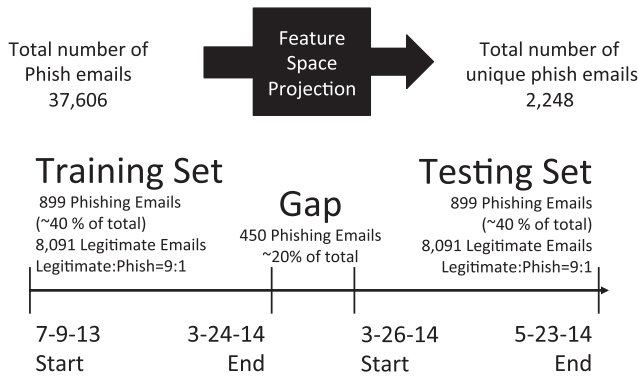 Total number of
Phish emails
37,606
Feature
Space
Projection
Total number of
unique phish emails
2,248
Training Set
899 Phishing Emails
(~40 % of total)
8,091 Legitimate Emails
Legitimate:Phish=9:1
Gap
450 Phishing Emails
~20% of total
Testing Set
899 Phishing Emails
(~40 % of total)
8,091 Legitimate Emails
Legitimate:Phish=9:1
7-9-13
Start
3-24-14
End
3-26-14
Start
5-23-14
End